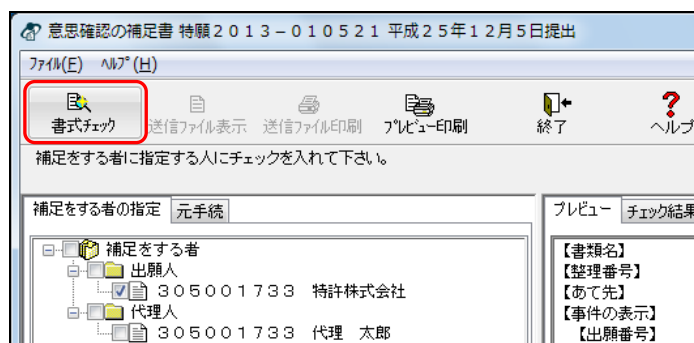 意思確認の補足書 特願2013-010521 平成25年12月5日提出
ファイル(F) ヘルプ(H)
書式チェック 送信ファイル表示 送信ファイル印刷 プレビュー印刷 終了 ヘルプ
補足をする者に指定する人にチェックを入れて下さい。
補足をする者の指定 元手続 プレビュー チェック結果
補足をする者
出願人
305001733 特許株式会社
代理人
305001733 代理 太郎
【書類名】
【整理番号】
【あて先】
【事件の表示】
【出願番号】